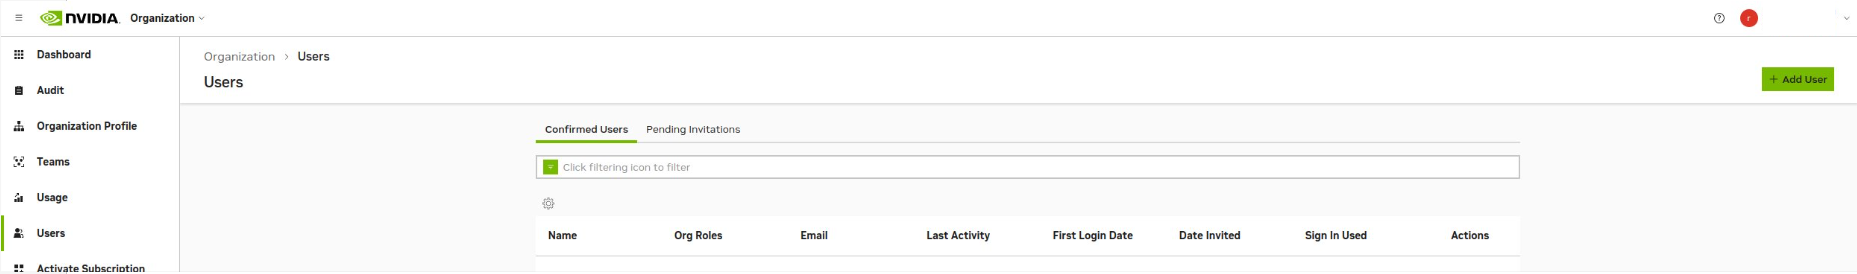 NVIDIA. Organization
r
Dashboard
Audit
Organization Profile
Teams
Usage
Users
Activate Subscription
Organization > Users
Users
+ Add User
Confirmed Users Pending Invitations
Click filtering icon to filter
Name Org Roles Email Last Activity First Login Date Date Invited Sign In Used Actions